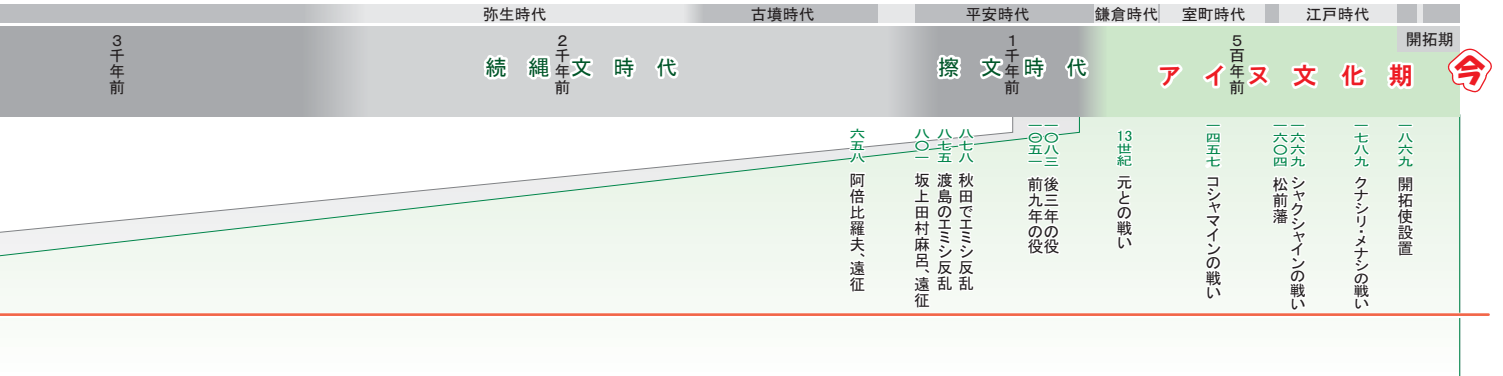 弥生時代
古墳時代
平安時代
鎌倉時代
室町時代
江戸時代
3千年前
2千年前
続縄文時代
1千年前
擦文時代
5百年前
アイヌ文化期
開拓期
今
六五八 阿倍比羅夫、遠征
八〇一 坂上田村麻呂、遠征
八七五 渡島のエミシ反乱
八七八 秋田でエミシ反乱
一〇五一 前九年の役
一〇八三 後三年の役
13世紀 元との戦い
一四五七 コシャマインの戦い
一六〇四 松前藩
一六六九 シャクシャインの戦い
一七八九 クナシリ・メナシの戦い
一八六九 開拓使設置